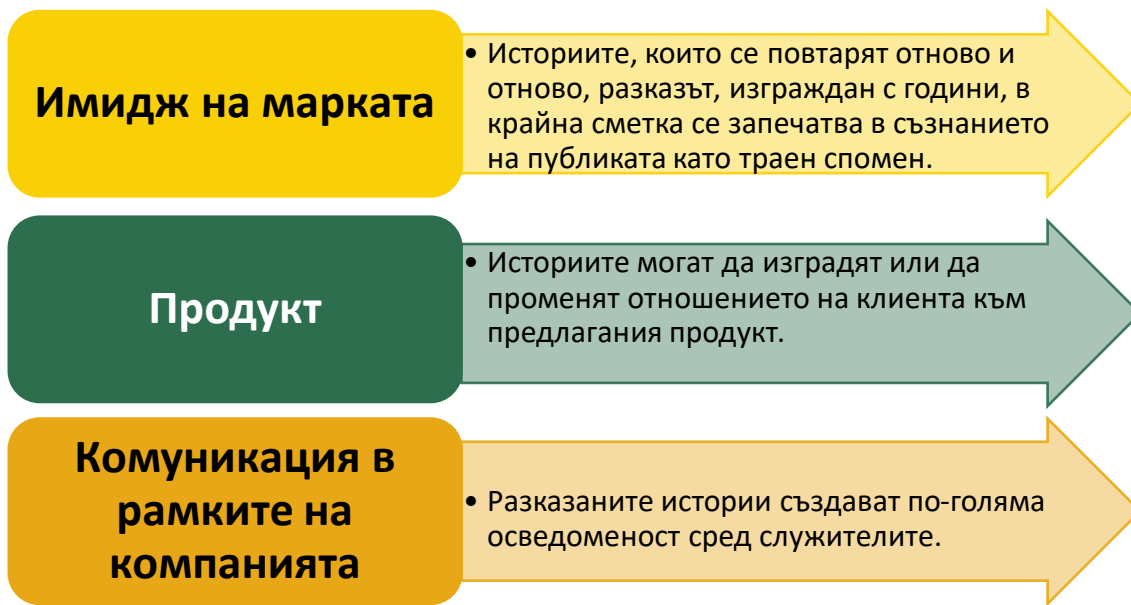 Имидж на марката
• Историите, които се повтарят отново и
отново, разказът, изграждан с години, в
крайна сметка се запечатва в съзнанието
на публиката като траен спомен.
Продукт
• Историите могат да изградят или да
променят отношението на клиента към
предлагания продукт.
Комуникация в
рамките на
компанията
• Разказаните истории създават по-голяма
осведоменост сред служителите.